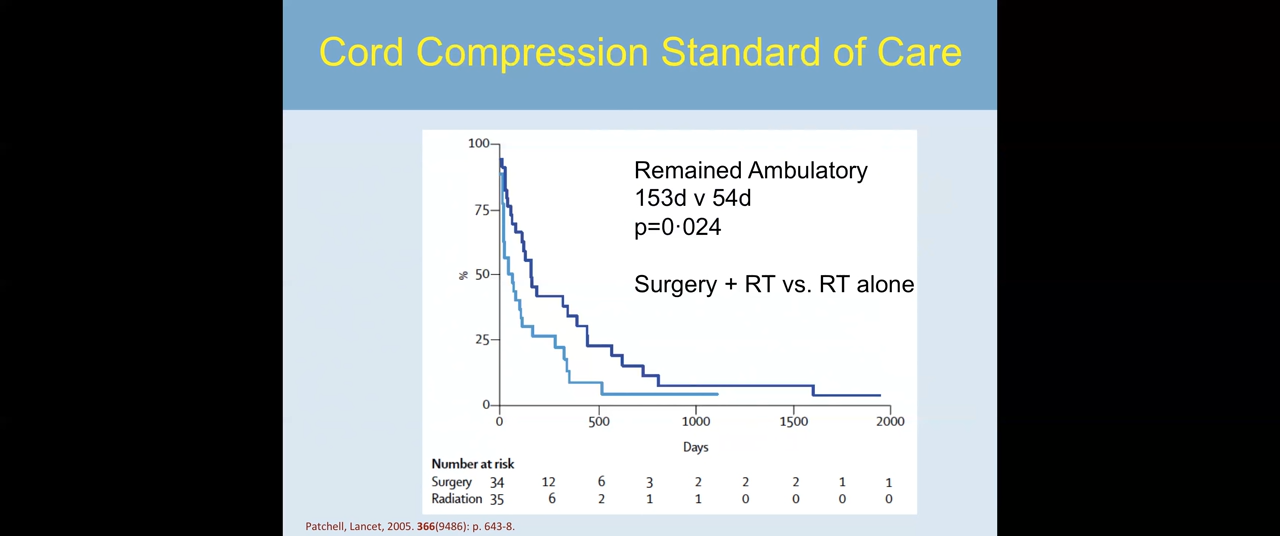 Cord Compression Standard of Care
100
75
50
25
0
%
Remained Ambulatory
153d v 54d
p=0·024
Surgery + RT vs. RT alone
0 500 1000 1500 2000
Days
Number at risk
Surgery 34 12 6 3 2 2 2 1 1
Radiation 35 6 2 1 1 0 0 0 0
Patchell, Lancet, 2005. 366(9486): p. 643-8.